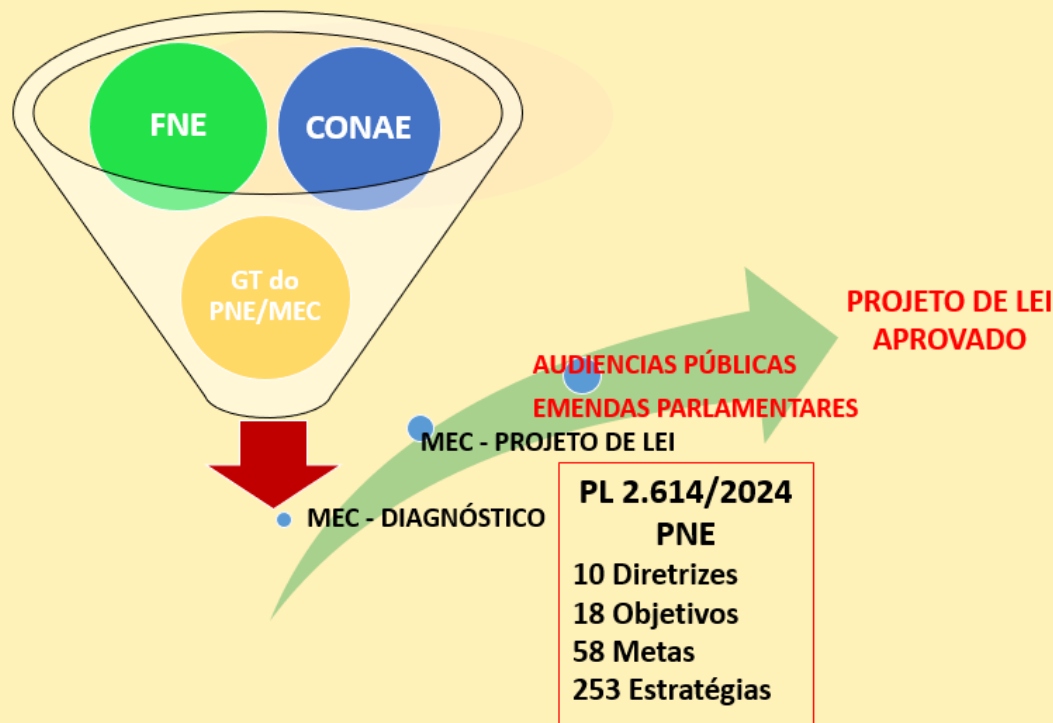 FNE
CONAE
GT do
PNE/MEC
PROJETO DE LEI
APROVADO
AUDIENCIAS PÚBLICAS
EMENDAS PARLAMENTARES
MEC - PROJETO DE LEI
MEC - DIAGNÓSTICO
PL 2.614/2024
PNE
10 Diretrizes
18 Objetivos
58 Metas
253 Estratégias